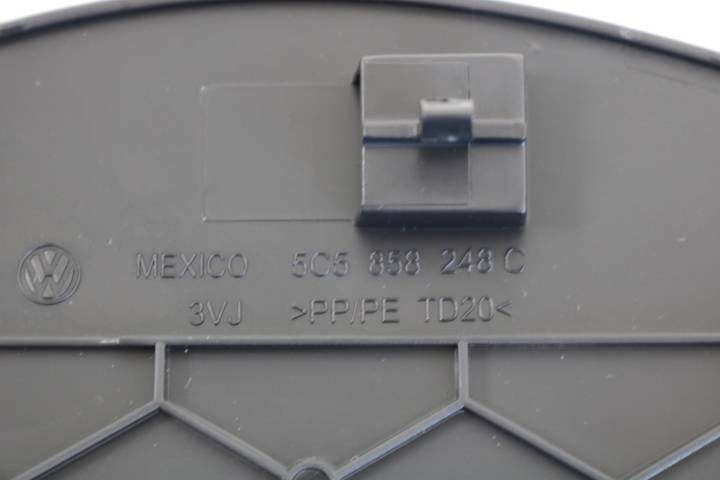 MEXICO 5C5 858 248 C
3VJ >PP/PE TD20<